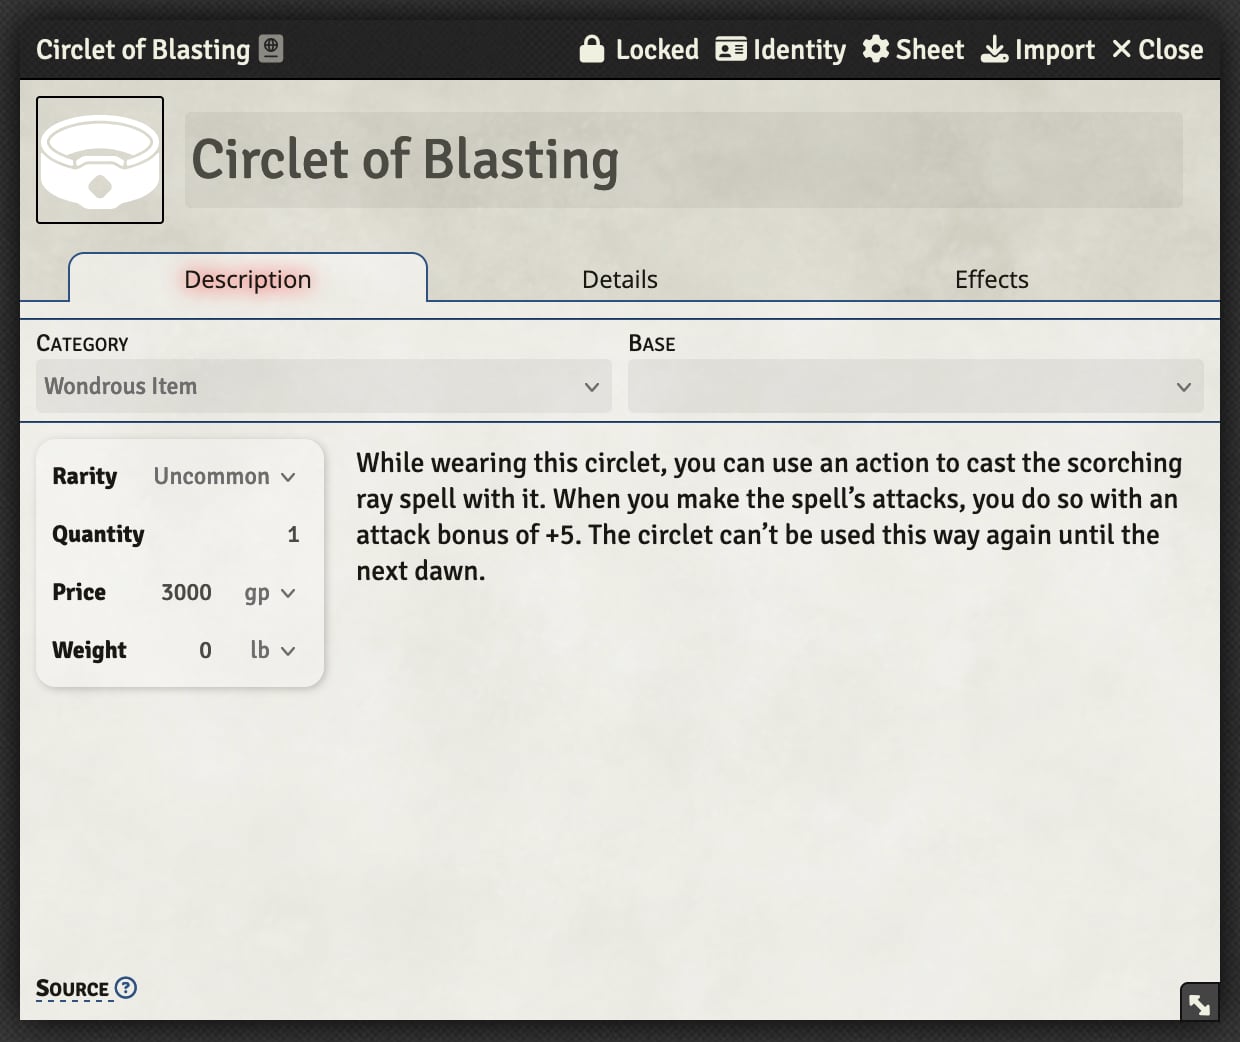 Circlet of Blasting
Locked Identity Sheet Import Close
Circlet of Blasting
Description Details Effects
CATEGORY BASE
Wondrous Item
Rarity Uncommon
Quantity 1
Price 3000 gp
Weight 0 lb
While wearing this circlet, you can use an action to cast the scorching
ray spell with it. When you make the spell’s attacks, you do so with an
attack bonus of +5. The circlet can’t be used this way again until the
next dawn.
SOURCE ?